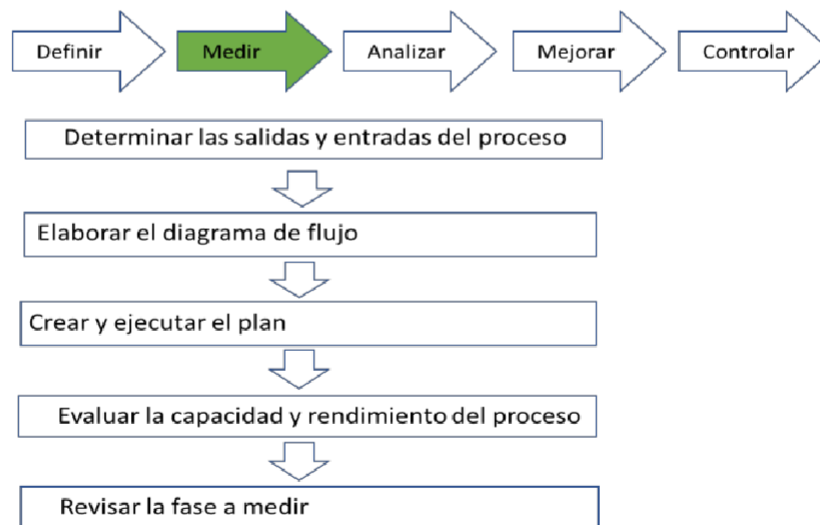 Definir
Medir
Analizar
Mejorar
Controlar
Determinar las salidas y entradas del proceso
Elaborar el diagrama de flujo
Crear y ejecutar el plan
Evaluar la capacidad y rendimiento del proceso
Revisar la fase a medir